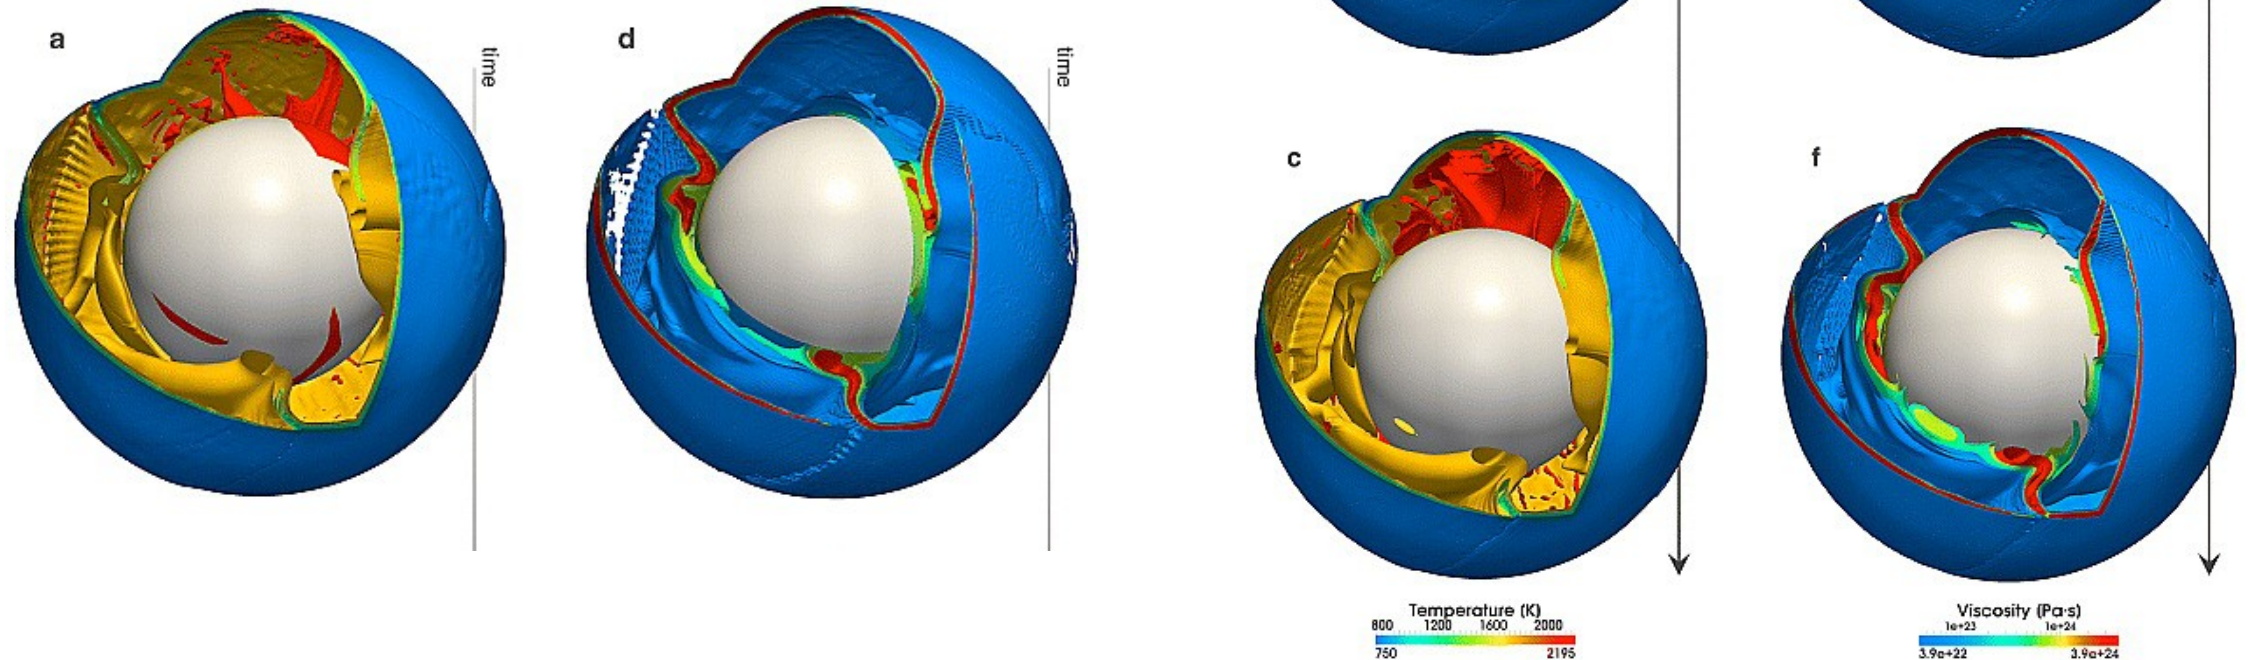 a
time
d
time
c
f
Temperature (K)
800 1200 1600 2000
750 2195
Viscosity (Pa·s)
1e+23 1e+24
3.9e+22 3.9e+24